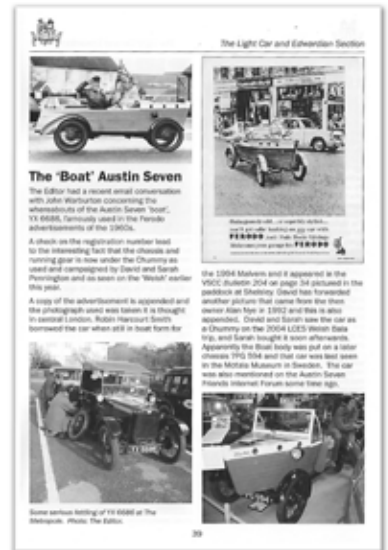 The Light Car and Edwardian Section
The 'Boat' Austin Seven
The Editor had a recent email conversation
with John Warburton concerning the
whereabouts of the Austin Seven 'boat',
YX 6686, famously used in the Ferodo
advertisements of the 1960s.
A check on the registration number lead
to the interesting fact that the chassis and
running gear is now under the Chummy as
used and campaigned by David and Sarah
Pennington and as seen on the 'Welsh' earlier
this year.
A copy of the advertisement is appended and
the photograph used was taken it is thought
in central London. Robin Harcourt Smith
borrowed the car when still in boat form for
Some serious fettling of YX 6686 at The
Metropole. Photo: The Editor.
FERODO
FERODO
the 1994 Malvern and it appeared in the
VSCC Bulletin 204 on page 34 pictured in the
paddock at Shelsley. David has forwarded
another picture that came from the then
owner Alan Nye in 1992 and this is also
appended. David and Sarah saw the car as
a Chummy on the 2004 LCES Welsh Dala
trip, and Sarah bought it soon afterwards.
Apparently the Boat body was put on a later
chassis TPG 594 and that car was last seen
in the Motala Museum in Sweden. The car
was also mentioned on the Austin Seven
Friends Internet Forum some time ago.
39